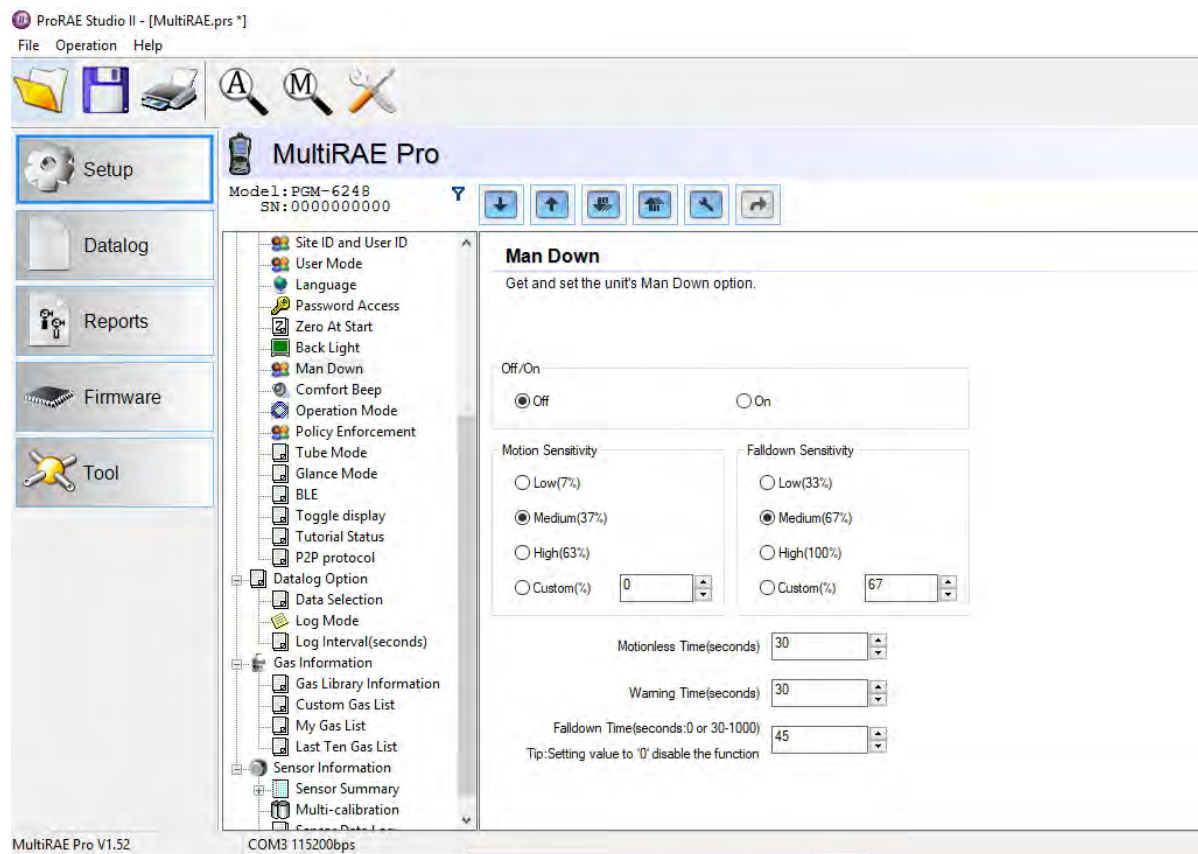 ProRAE Studio II - [MultiRAE.prs *]
File Operation Help
A M
Setup
Datalog
Reports
Firmware
Tool
MultiRAE Pro
Model:PGM-6248
SN:0000000000
Site ID and User ID
User Mode
Language
Password Access
Zero At Start
Back Light
Man Down
Comfort Beep
Operation Mode
Policy Enforcement
Tube Mode
Glance Mode
BLE
Toggle display
Tutorial Status
P2P protocol
Datalog Option
Data Selection
Log Mode
Log Interval(seconds)
Gas Information
Gas Library Information
Custom Gas List
My Gas List
Last Ten Gas List
Sensor Information
Sensor Summary
Multi-calibration
Man Down
Get and set the unit's Man Down option.
Off/On
Off On
Motion Sensitivity
Low(7%)
Medium(37%)
High(63%)
Custom(%) 0
Falldown Sensitivity
Low(33%)
Medium(67%)
High(100%)
Custom(%) 67
Motionless Time(seconds) 30
Warning Time(seconds) 30
Falldown Time(seconds:0 or 30-1000) 45
Tip:Setting value to '0' disable the function
MultiRAE Pro V1.52 COM3 115200bps